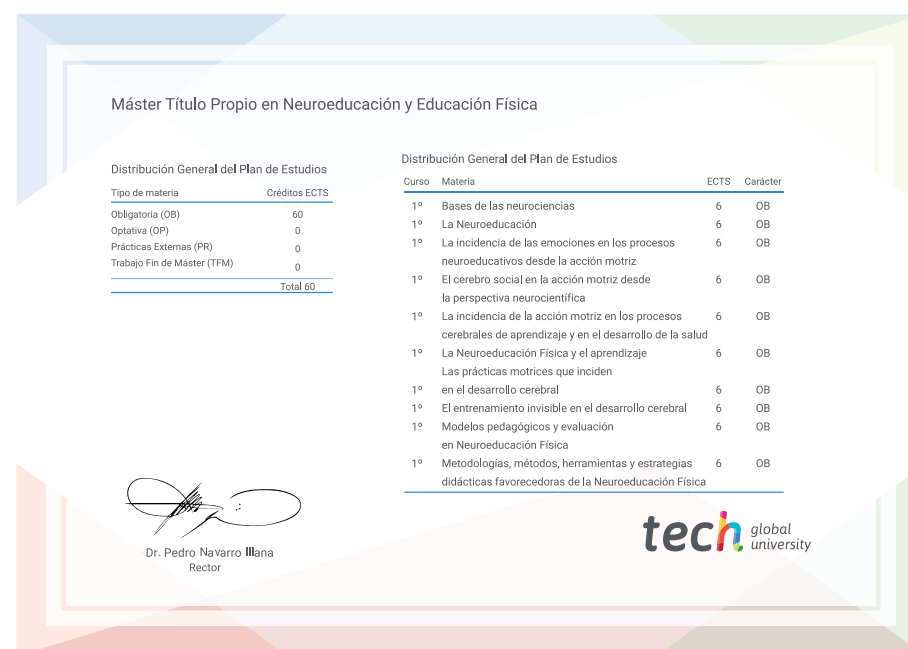 Máster Título Propio en Neuroeducación y Educación Física
Distribución General del Plan de Estudios
Tipo de materia Créditos ECTS
Obligatoria (OB) 60
Optativa (OP) 0
Prácticas Externas (PR) 0
Trabajo Fin de Máster (TFM) 0
Total 60
Distribución General del Plan de Estudios
Curso Materia ECTS Carácter
1º Bases de las neurociencias 6 OB
1º La Neuroeducación 6 OB
1º La incidencia de las emociones en los procesos 6 OB
neuroeducativos desde la acción motriz
1º El cerebro social en la acción motriz desde 6 OB
la perspectiva neurocientífica
1º La incidencia de la acción motriz en los procesos 6 OB
cerebrales de aprendizaje y en el desarrollo de la salud
1º La Neuroeducación Física y el aprendizaje 6 OB
Las prácticas motrices que inciden
1º en el desarrollo cerebral 6 OB
1º El entrenamiento invisible en el desarrollo cerebral 6 OB
1º Modelos pedagógicos y evaluación 6 OB
en Neuroeducación Física
1º Metodologías, métodos, herramientas y estrategias 6 OB
didácticas favorecedoras de la Neuroeducación Física
Dr. Pedro Navarro Illana
Rector
tech global
university